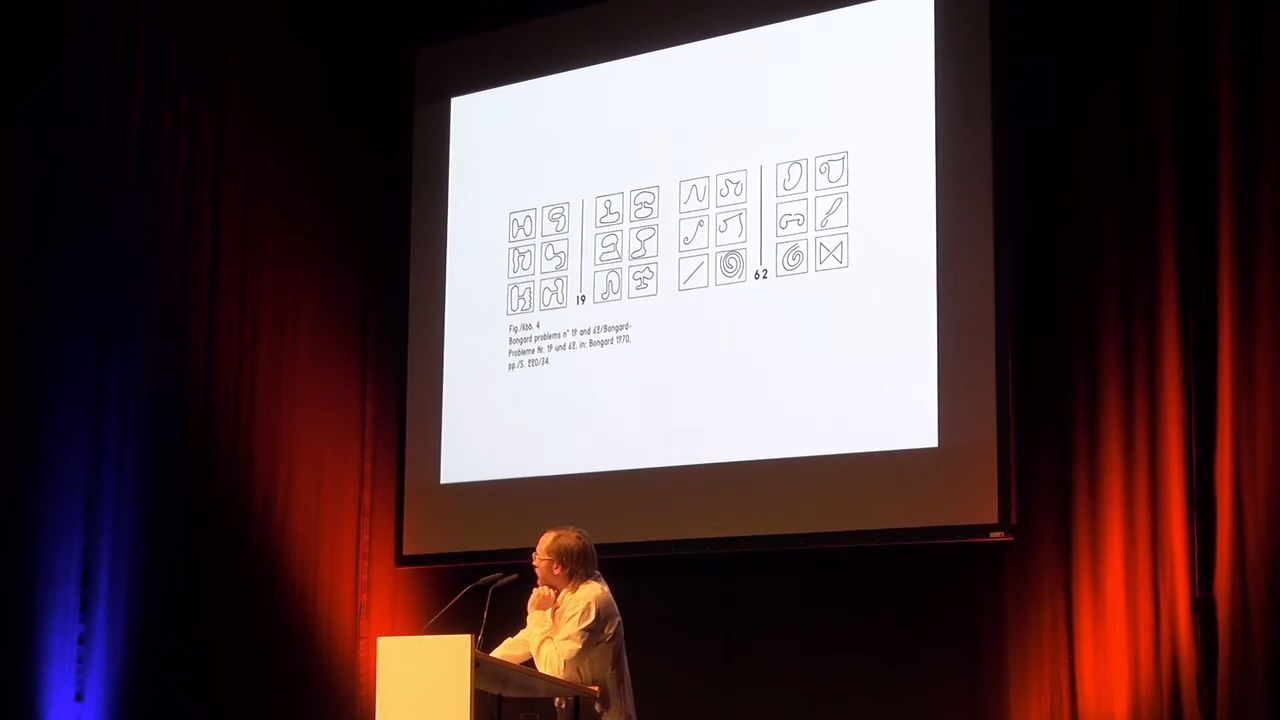 19
62
Fig./Abb. 4
Bongard problems n° 19 and 62/Bongard-
Probleme Nr. 19 und 62, in: Bongard 1970,
pp./S. 220/34.